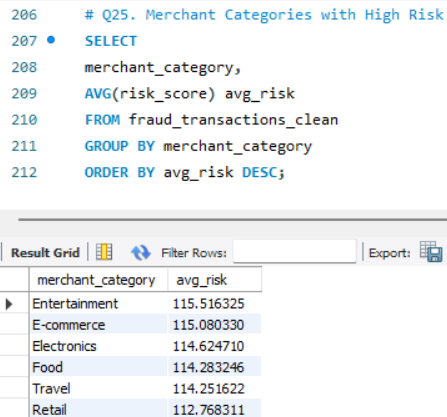 206 # Q25. Merchant Categories with High Risk
207 SELECT
208 merchant_category,
209 AVG(risk_score) avg_risk
210 FROM fraud_transactions_clean
211 GROUP BY merchant_category
212 ORDER BY avg_risk DESC;
Result Grid Filter Rows: Export:
merchant_category avg_risk
Entertainment 115.516325
E-commerce 115.080330
Electronics 114.624710
Food 114.283246
Travel 114.251622
Retail 112.768311